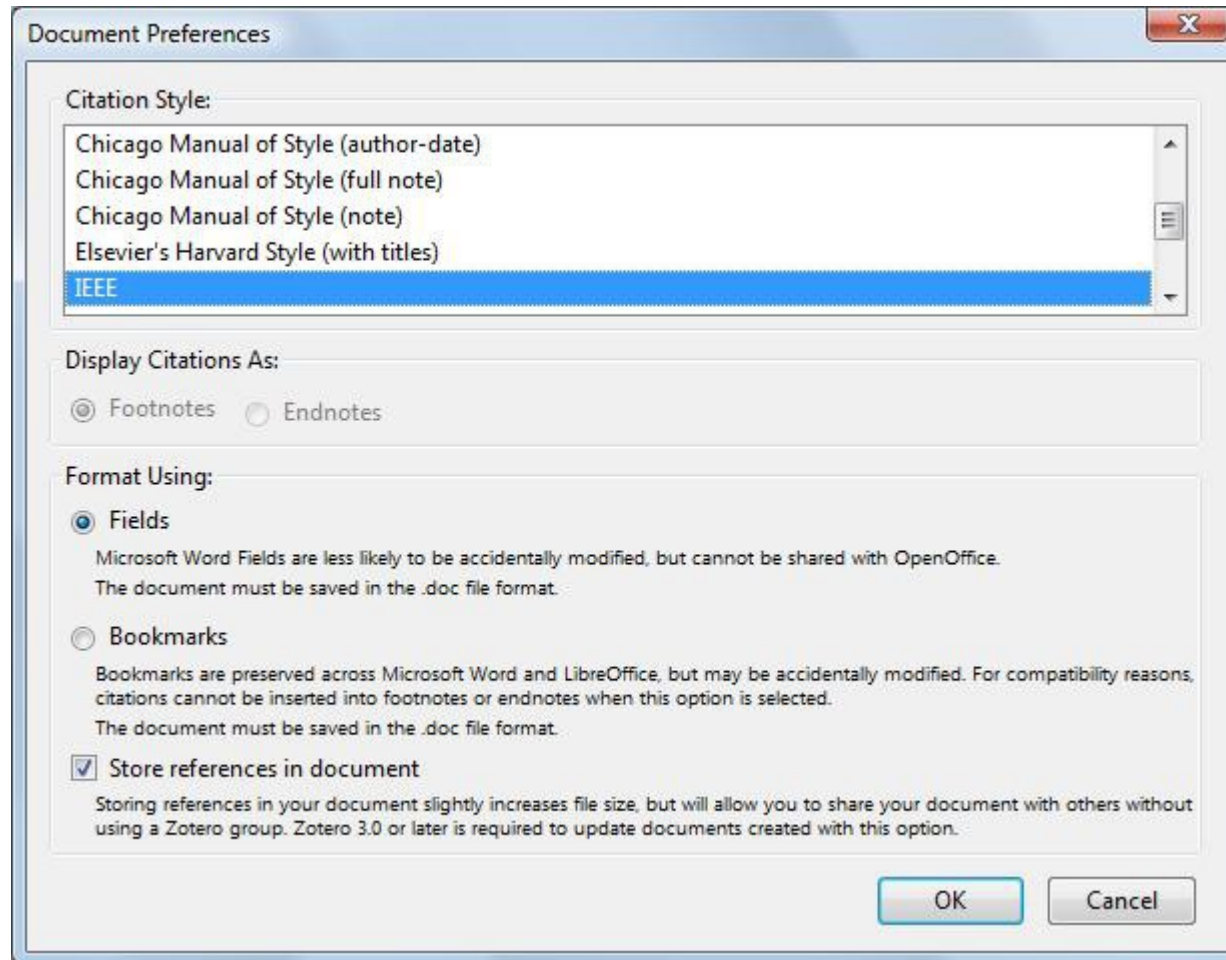 Document Preferences
Citation Style:
Chicago Manual of Style (author-date)
Chicago Manual of Style (full note)
Chicago Manual of Style (note)
Elsevier's Harvard Style (with titles)
IEEE
Display Citations As:
Footnotes Endnotes
Format Using:
Fields
Microsoft Word Fields are less likely to be accidentally modified, but cannot be shared with OpenOffice.
The document must be saved in the .doc file format.
Bookmarks
Bookmarks are preserved across Microsoft Word and LibreOffice, but may be accidentally modified. For compatibility reasons,
citations cannot be inserted into footnotes or endnotes when this option is selected.
The document must be saved in the .doc file format.
Store references in document
Storing references in your document slightly increases file size, but will allow you to share your document with others without
using a Zotero group. Zotero 3.0 or later is required to update documents created with this option.
OK Cancel